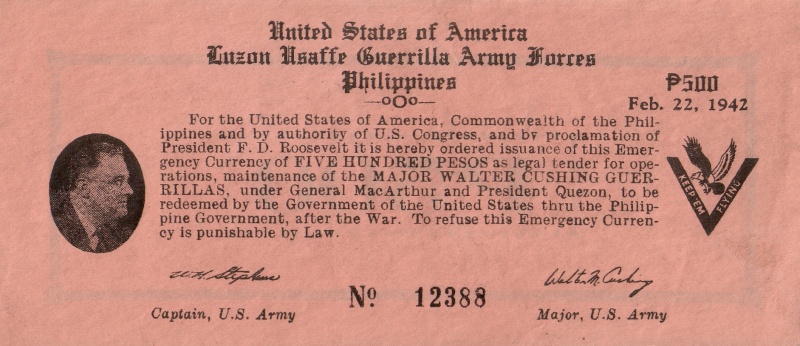 United States of America
Luzon Usaffe Guerrilla Army Forces
Philippines
₱500
Feb. 22, 1942
For the United States of America, Commonwealth of the Phil-
ippines and by authority of U.S. Congress, and by proclamation of
President F. D. Roosevelt it is hereby ordered issuance of this Emer-
gency Currency of FIVE HUNDRED PESOS as legal tender for ope-
rations, maintenance of the MAJOR WALTER CUSHING GUER-
RILLAS, under General MacArthur and President Quezon, to be
redeemed by the Government of the United States thru the Philip-
pine Government, after the War. To refuse this Emergency Curren-
cy is punishable by Law.
KEEP'EM FLYING
W.H. Stephens
Captain, U.S. Army
Nº 12388
Walter M. Cushing
Major, U.S. Army